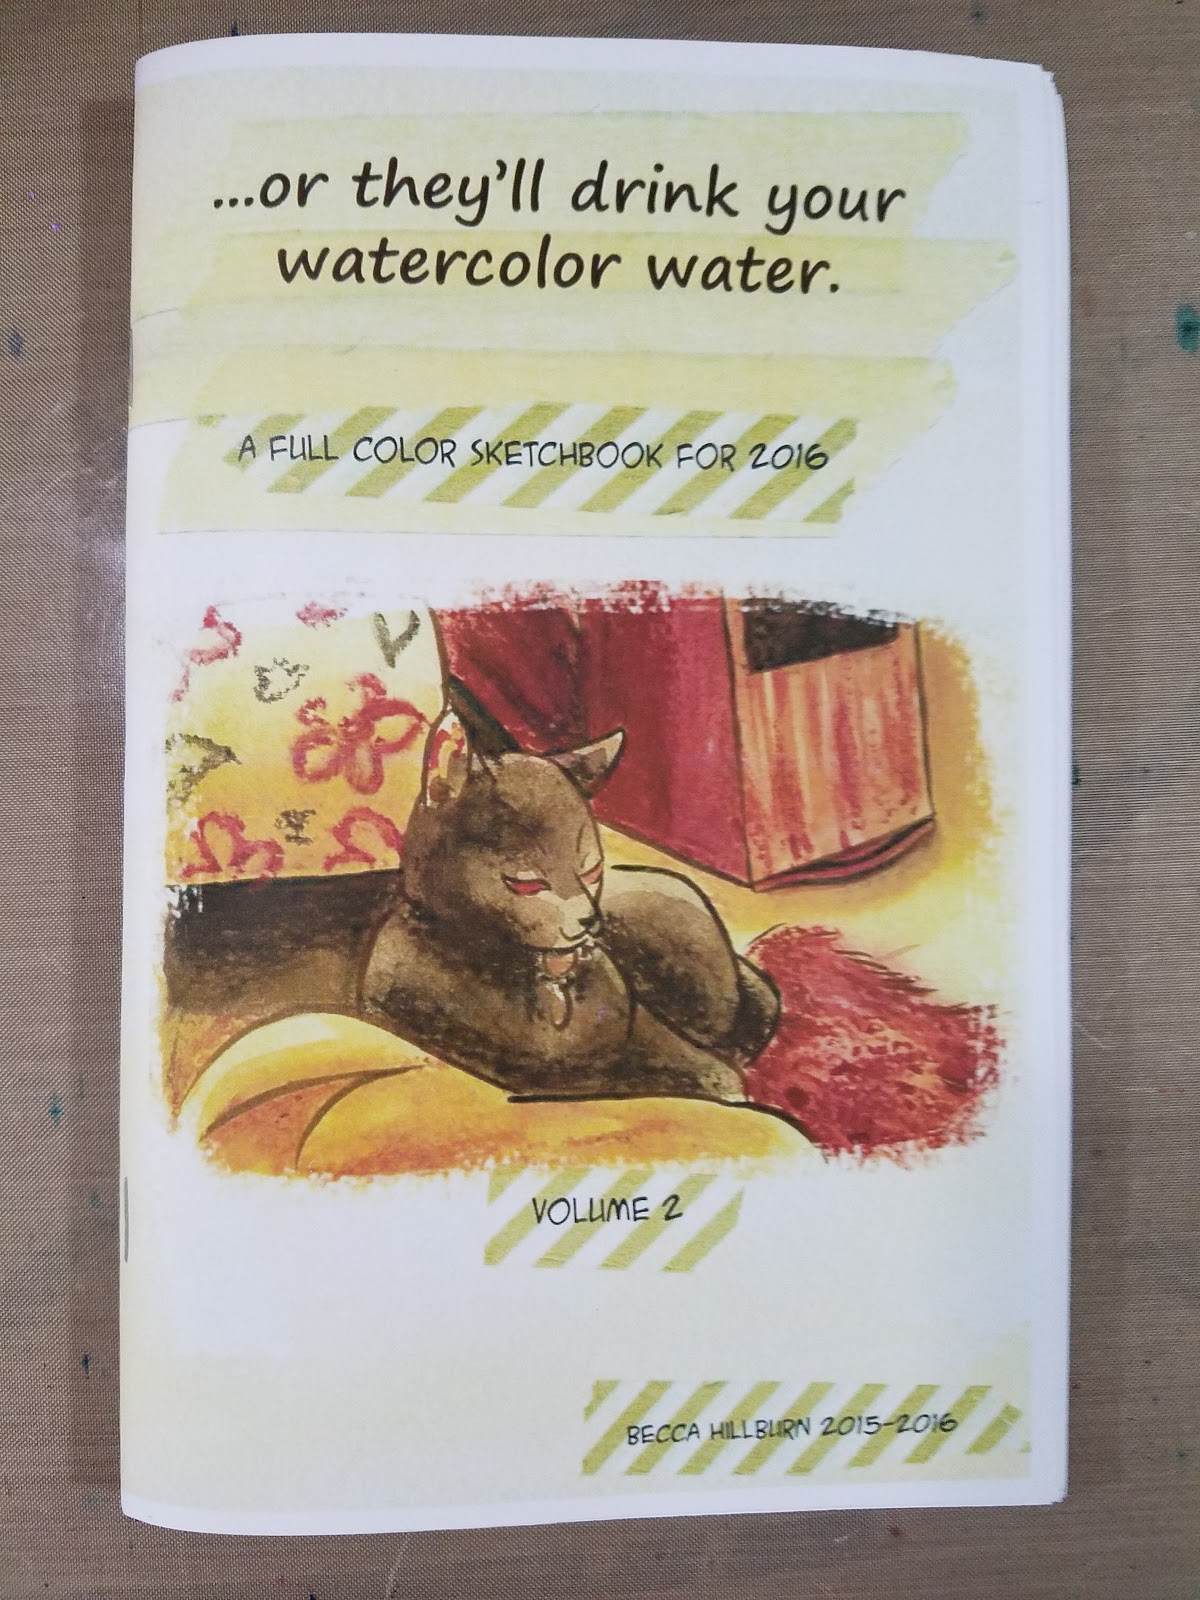 ...or they'll drink your
watercolor water.
A FULL COLOR SKETCHBOOK FOR 2016
VOLUME 2
BECCA HILLBURN 2015-2016